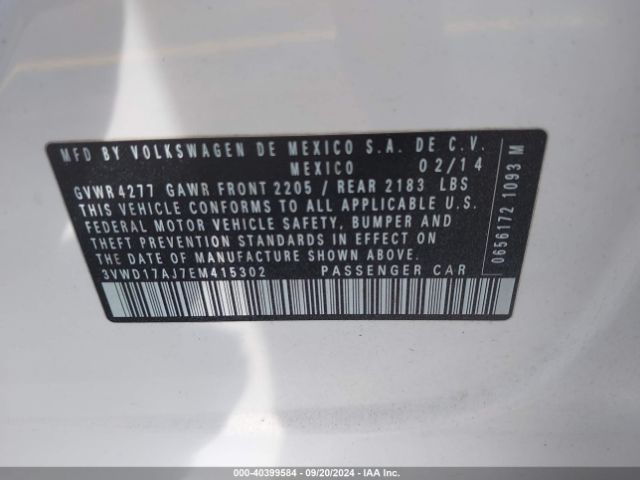 MFD BY VOLKSWAGEN DE MEXICO S.A. DE C.V.
MEXICO 02/14
GVWR 4277 GAWR FRONT 2205 / REAR 2183 LBS
THIS VEHICLE CONFORMS TO ALL APPLICABLE U.S.
FEDERAL MOTOR VEHICLE SAFETY, BUMPER AND
THEFT PREVENTION STANDARDS IN EFFECT ON
THE DATE OF MANUFACTURE SHOWN ABOVE.
3VWD17AJ7EM415302 PASSENGER CAR
0656172 1093 M
000-40399584 / 09/20/2024 / IAA Inc.